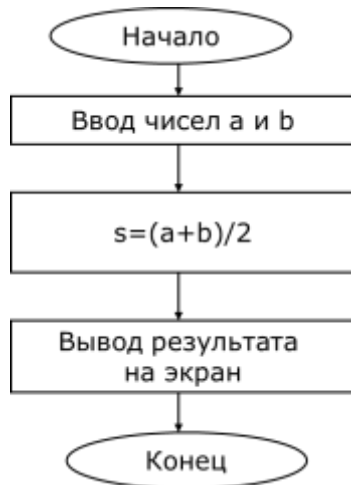 Начало
Ввод чисел a и b
s=(a+b)/2
Вывод результата
на экран
Конец